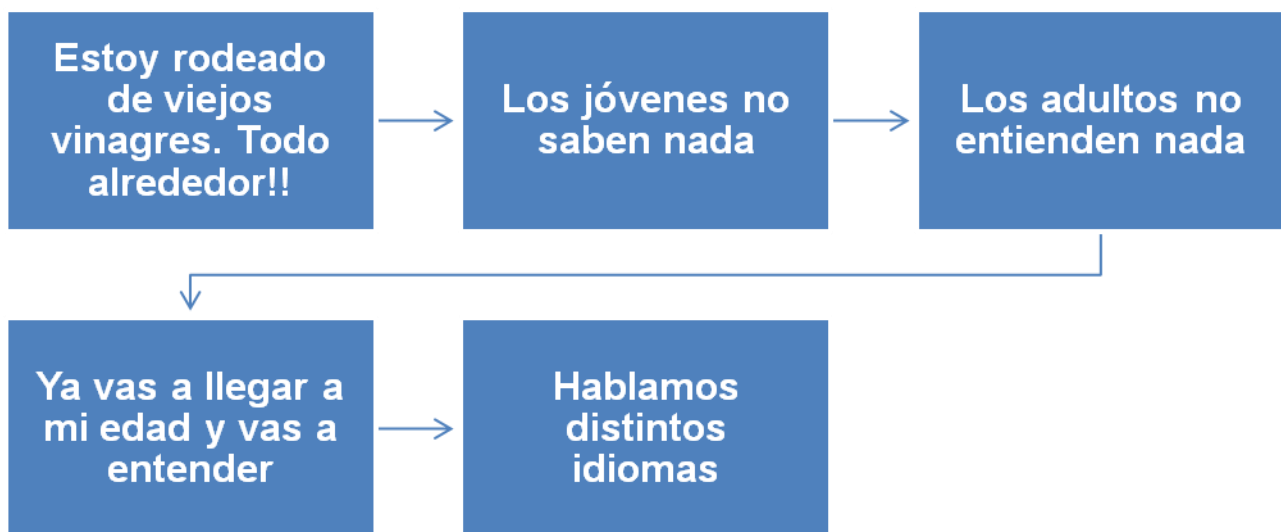 Estoy rodeado
de viejos
vinagres. Todo
alrededor!!
Los jóvenes no
saben nada
Los adultos no
entienden nada
Ya vas a llegar a
mi edad y vas a
entender
Hablamos
distintos
idiomas